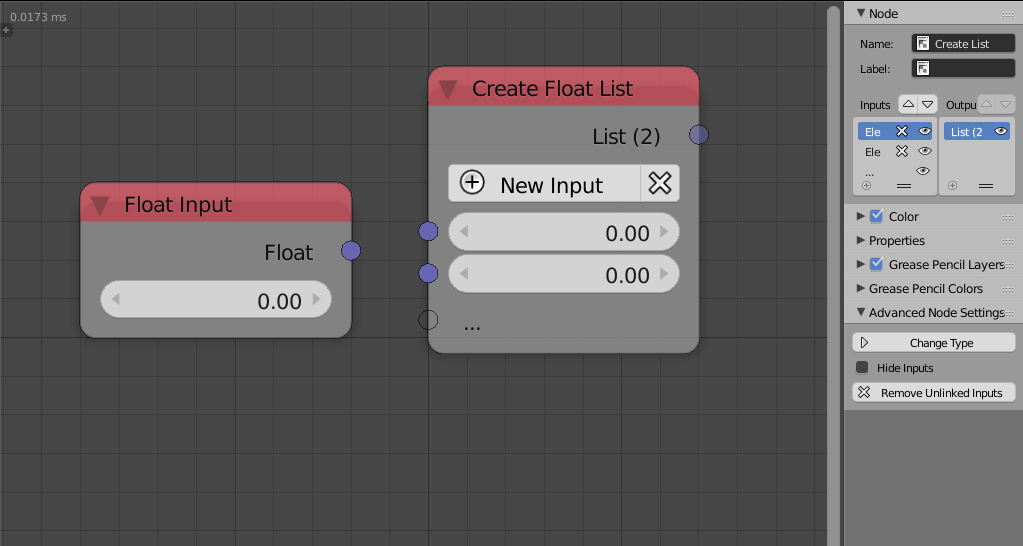 0.0173 ms
Float Input
Float
0.00
Create Float List
List (2)
New Input
0.00
0.00
...
Node
Name: Create List
Label:
Inputs Outpu
Ele List (2
Ele
...
Color
Properties
Grease Pencil Layers
Grease Pencil Colors
Advanced Node Settings
Change Type
Hide Inputs
Remove Unlinked Inputs